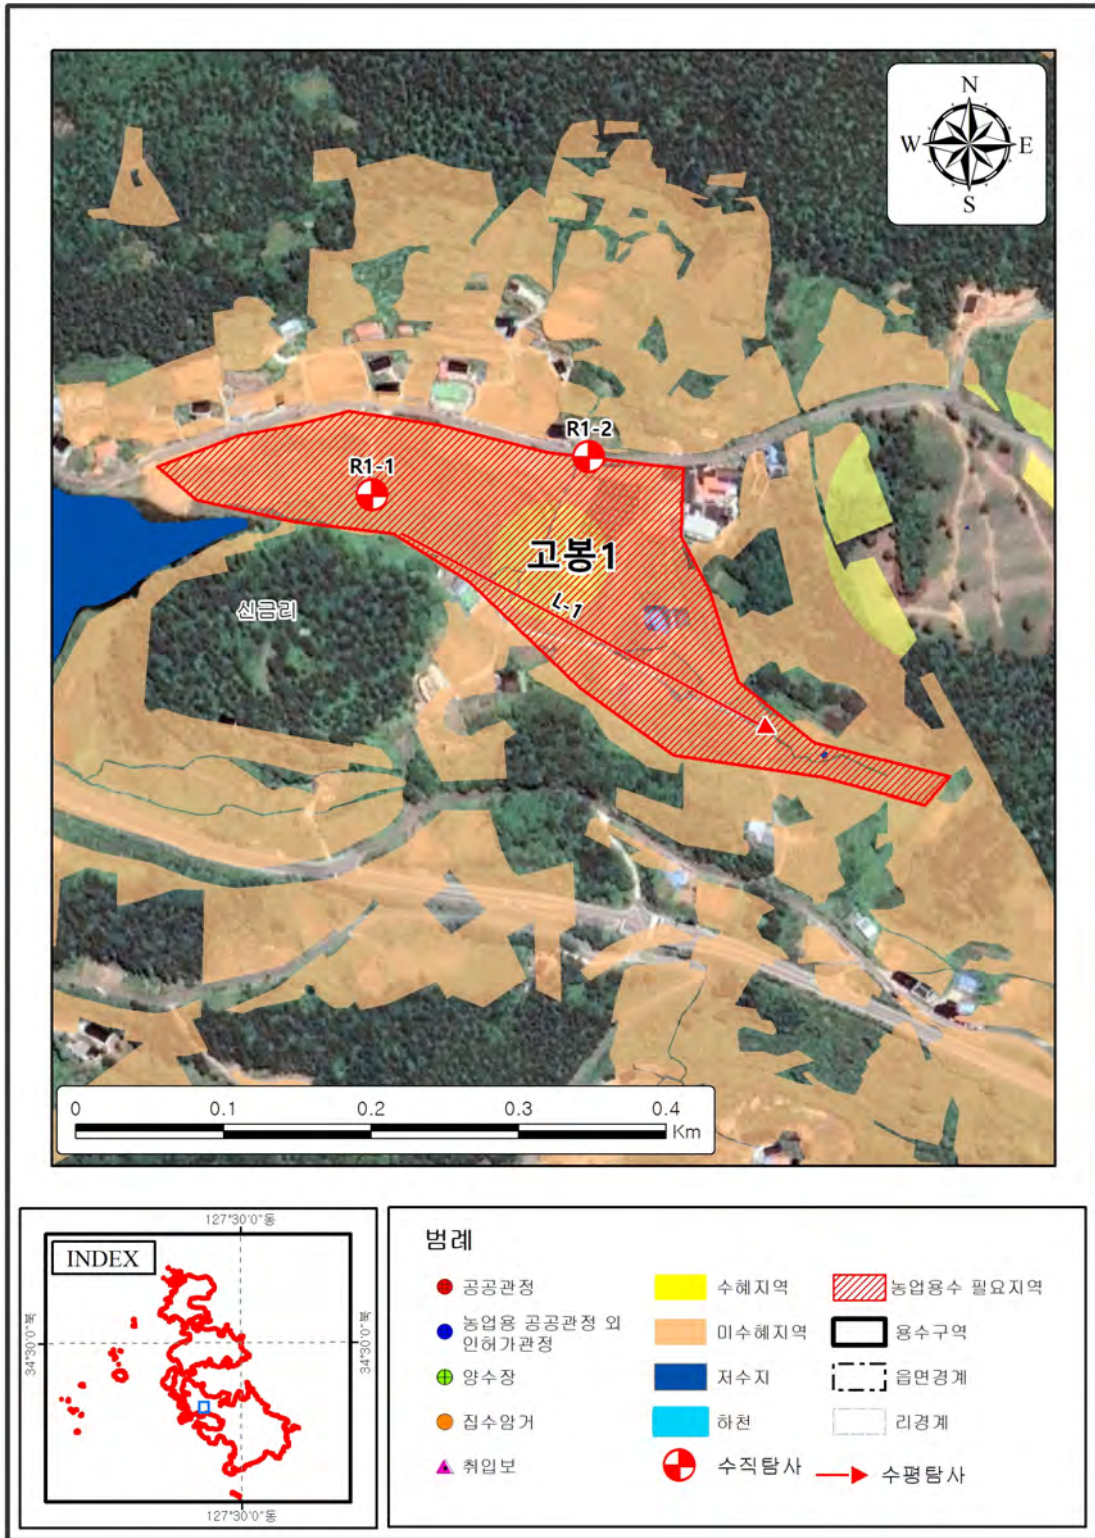 N
W E
S
R1-2
R1-1
고봉1
L-1
신금리
0 0.1 0.2 0.3 0.4
Km
127°30'0"동
INDEX
34°30'0"북
34°30'0"북
127°30'0"동
범례
공공관정
농업용 공공관정 외
인허가관정
양수장
집수암거
취입보
수혜지역
미수혜지역
저수지
하천
수직탐사
농업용수 필요지역
용수구역
읍면경계
리경계
수평탐사